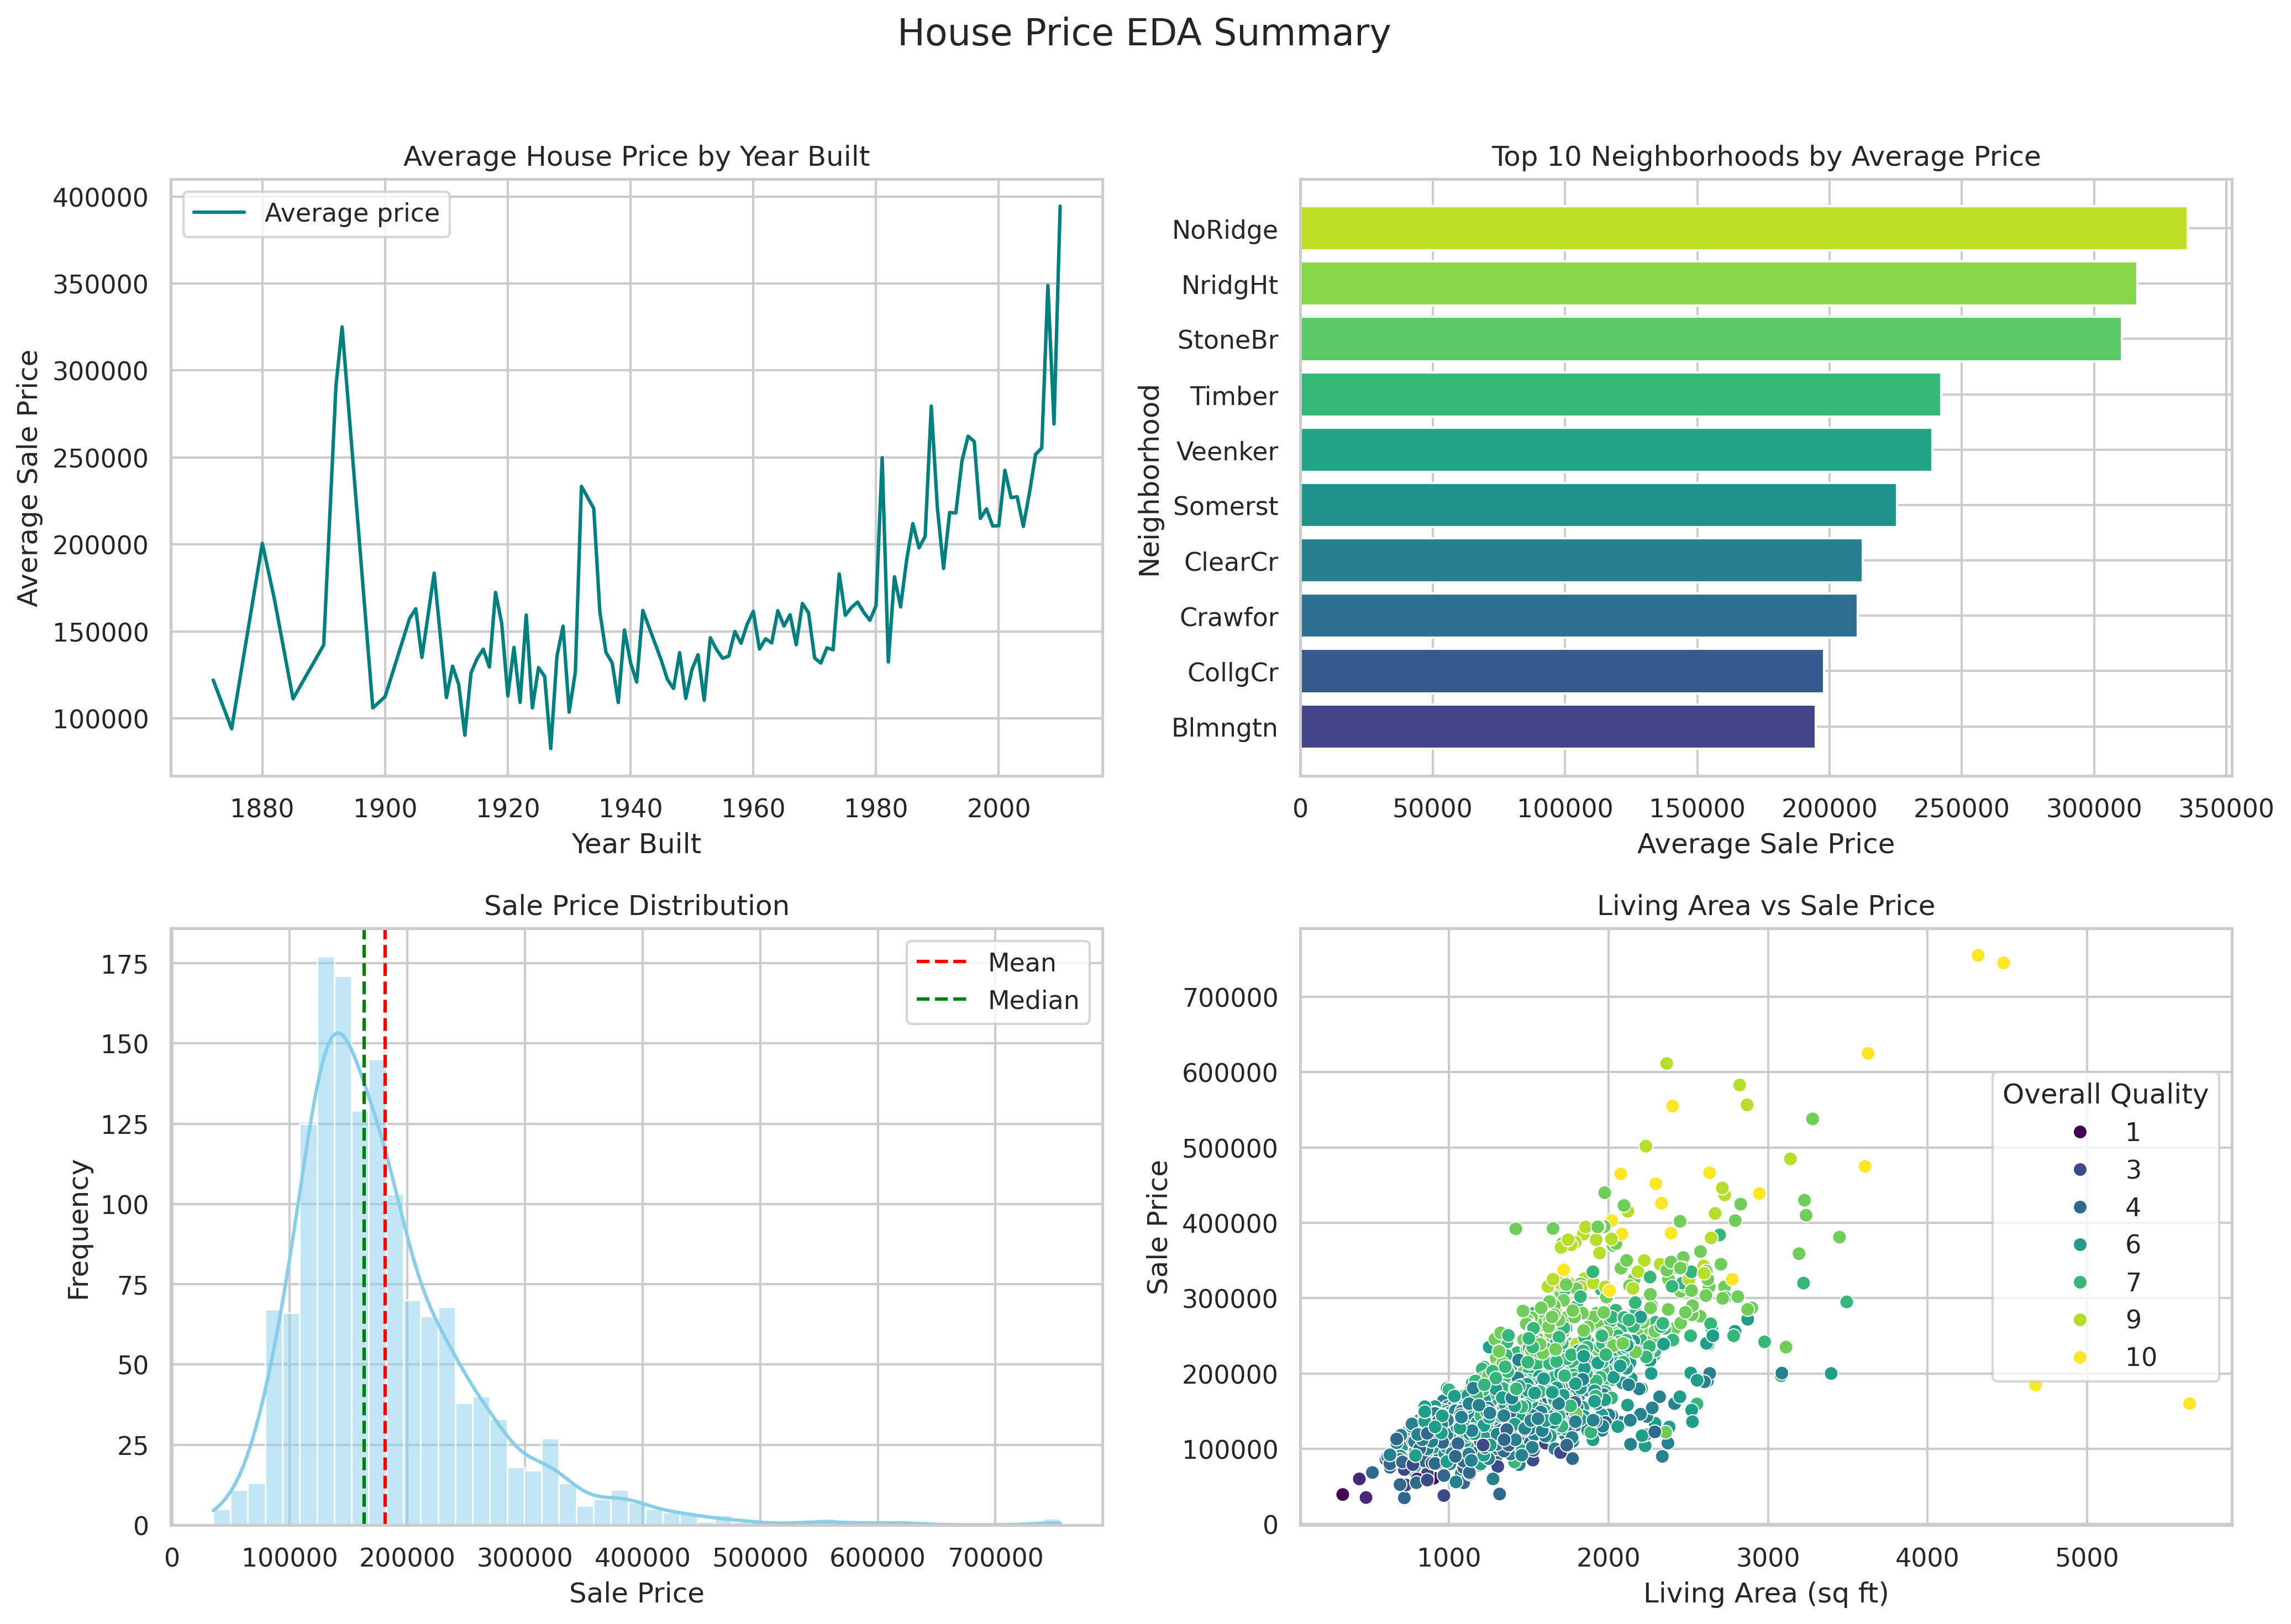 House Price EDA Summary
Average House Price by Year Built
Average price
Average Sale Price
400000
350000
300000
250000
200000
150000
100000
1880 1900 1920 1940 1960 1980 2000
Year Built
Top 10 Neighborhoods by Average Price
Neighborhood
NoRidge
NridgHt
StoneBr
Timber
Veenker
Somerst
ClearCr
Crawfor
CollgCr
Blmngtn
0 50000 100000 150000 200000 250000 300000 350000
Average Sale Price
Sale Price Distribution
Mean
Median
Frequency
175
150
125
100
75
50
25
0
0 100000 200000 300000 400000 500000 600000 700000
Sale Price
Living Area vs Sale Price
Sale Price
700000
600000
500000
400000
300000
200000
100000
0
Overall Quality
1
3
4
6
7
9
10
1000 2000 3000 4000 5000
Living Area (sq ft)